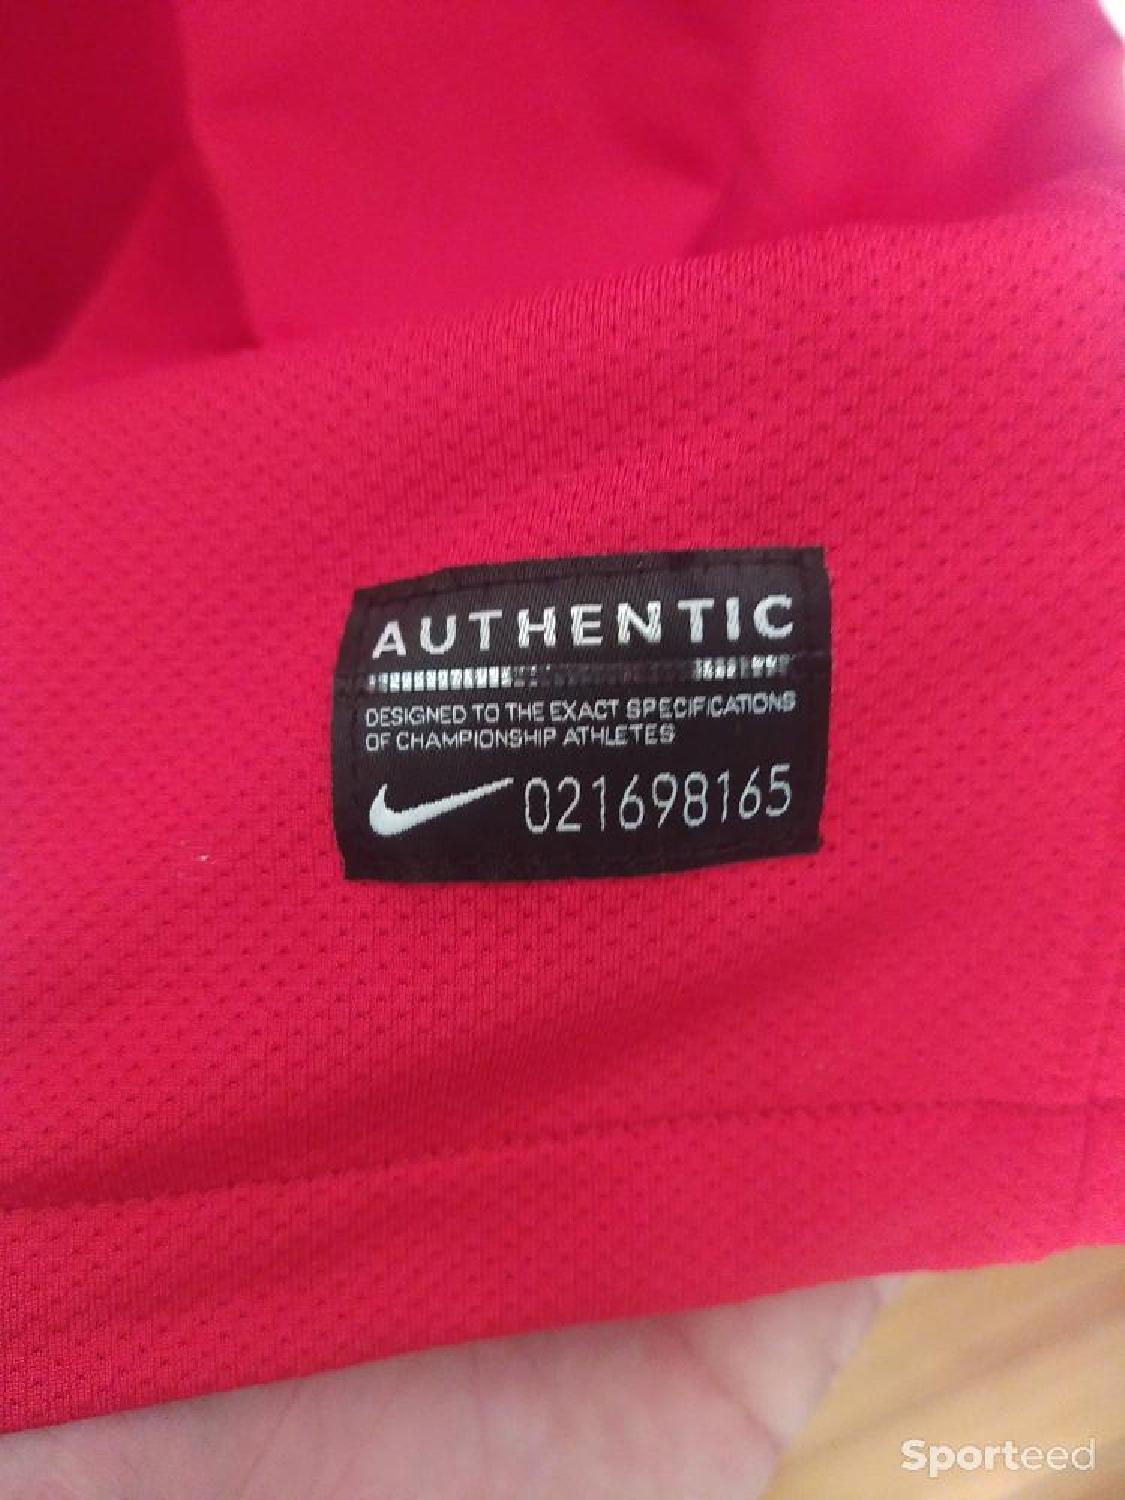 AUTHENTIC
DESIGNED TO THE EXACT SPECIFICATIONS
OF CHAMPIONSHIP ATHLETES
021698165
Sporteed